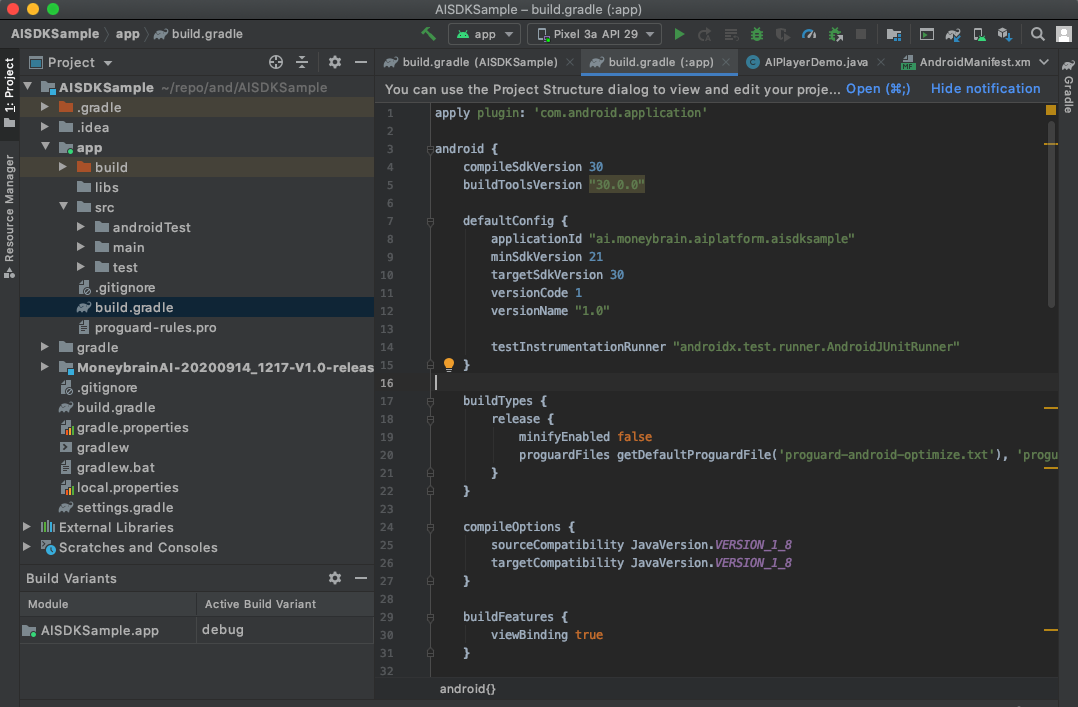 AISDKSample – build.gradle (:app)
AISDKSample app build.gradle
app Pixel 3a API 29
1: Project
Resource Manager
Project
AISDKSample ~/repo/and/AISDKSample
.gradle
.idea
app
build
libs
src
androidTest
main
test
.gitignore
build.gradle
proguard-rules.pro
gradle
MoneybrainAI-20200914_1217-V1.0-releas
.gitignore
build.gradle
gradle.properties
gradlew
gradlew.bat
local.properties
settings.gradle
External Libraries
Scratches and Consoles
Build Variants
Module Active Build Variant
AISDKSample.app debug
build.gradle (AISDKSample) build.gradle (:app) AIPlayerDemo.java AndroidManifest.xm
You can use the Project Structure dialog to view and edit your proje... Open (⌘;) Hide notification
1 apply plugin: 'com.android.application'
2
3 android {
4 compileSdkVersion 30
5 buildToolsVersion "30.0.0"
6
7 defaultConfig {
8 applicationId "ai.moneybrain.aiplatform.aisdksample"
9 minSdkVersion 21
10 targetSdkVersion 30
11 versionCode 1
12 versionName "1.0"
13
14 testInstrumentationRunner "androidx.test.runner.AndroidJUnitRunner"
15 }
16
17 buildTypes {
18 release {
19 minifyEnabled false
20 proguardFiles getDefaultProguardFile('proguard-android-optimize.txt'), 'progu
21 }
22 }
23
24 compileOptions {
25 sourceCompatibility JavaVersion.VERSION_1_8
26 targetCompatibility JavaVersion.VERSION_1_8
27 }
28
29 buildFeatures {
30 viewBinding true
31 }
32
android{}
Gradle